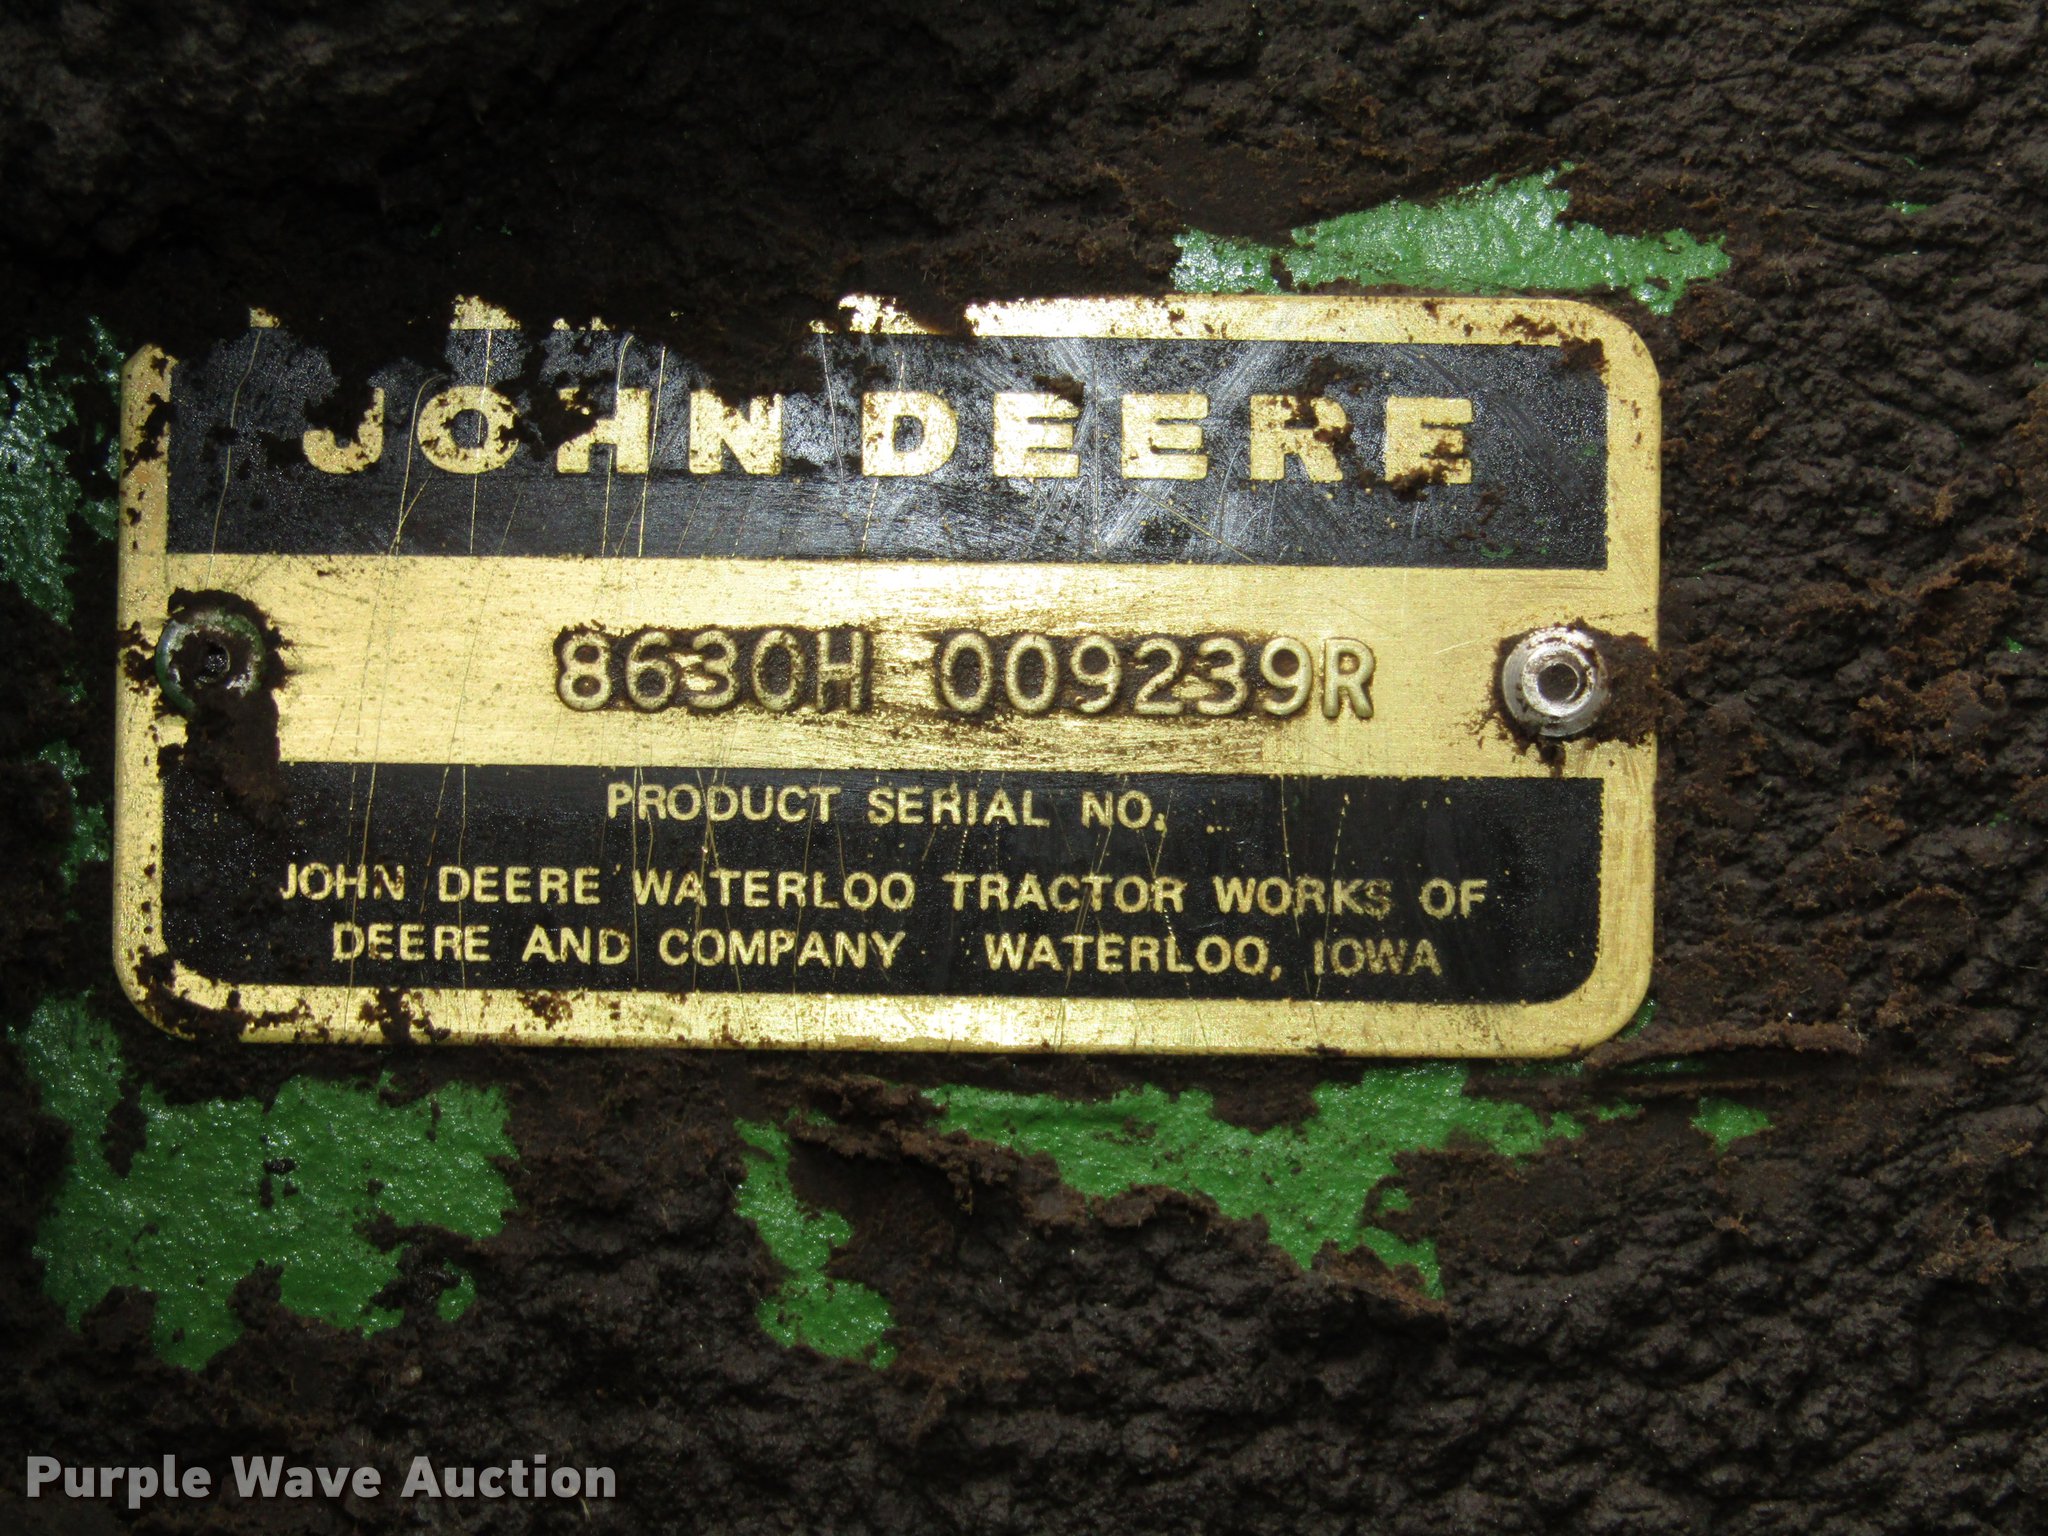 JOHN DEERE
8630H 009239R
PRODUCT SERIAL NO.
JOHN DEERE WATERLOO TRACTOR WORKS OF
DEERE AND COMPANY WATERLOO, IOWA
Purple Wave Auction